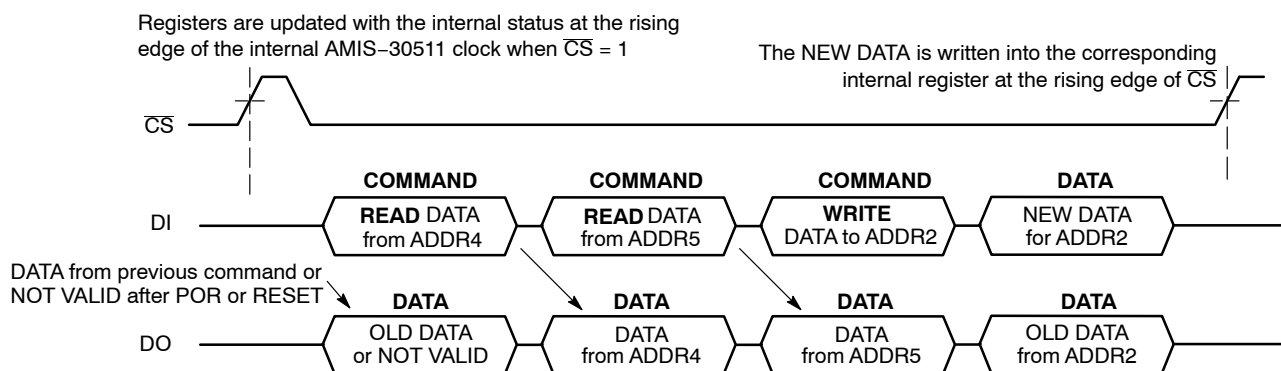 Registers are updated with the internal status at the rising
edge of the internal AMIS−30511 clock when C̅S̅ = 1
The NEW DATA is written into the corresponding
internal register at the rising edge of C̅S̅
C̅S̅
COMMAND
COMMAND
COMMAND
DATA
DI
READ DATA
from ADDR4
READ DATA
from ADDR5
WRITE
DATA to ADDR2
NEW DATA
for ADDR2
DATA from previous command or
NOT VALID after POR or RESET
DATA
DATA
DATA
DATA
DO
OLD DATA
or NOT VALID
DATA
from ADDR4
DATA
from ADDR5
OLD DATA
from ADDR2